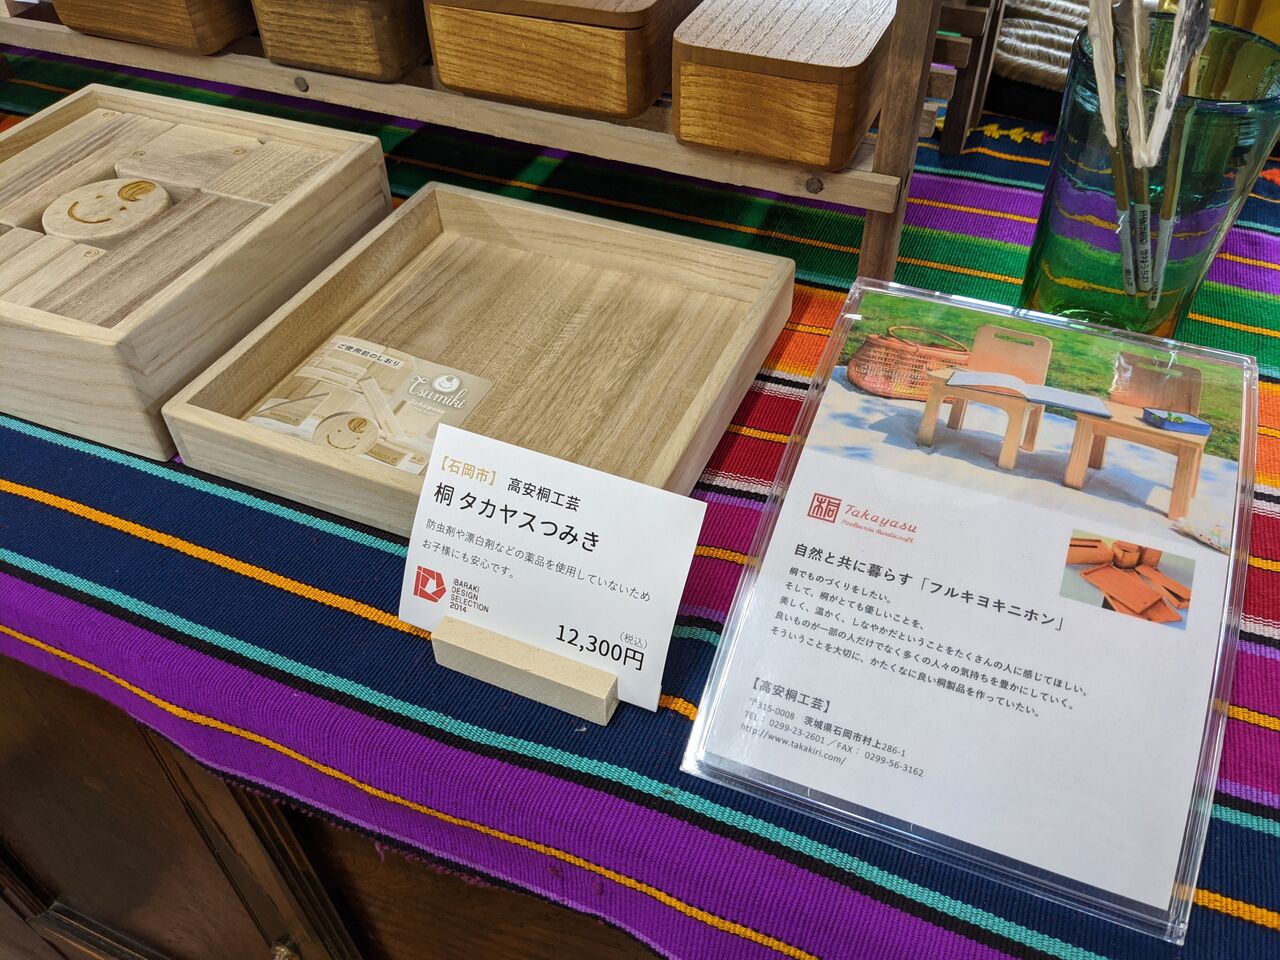 ご使用前のしおり
Tsumiki
【石岡市】 高安桐工芸
桐 タカヤスつみき
防虫剤や漂白剤などの薬品を使用していないため
お子様にも安心です。
IBARAKI
DESIGN
SELECTION
2014
(税込)
12,300円
桐 Takayasu
Paulownia Handicraft
自然と共に暮らす「フルキヨキニホン」
桐でものづくりをしたい。
そして、桐がとても優しいことを、
美しく、温かく、しなやかだということをたくさんの人に感じてほしい。
良いものが一部の人だけでなく多くの人々の気持ちを豊かにしていく。
そういうことを大切に、かたくなに良い桐製品を作っていたい。
【高安桐工芸】
〒315-0008 茨城県石岡市村上286-1
TEL: 0299-23-2601／FAX: 0299-56-3162
http://www.takakiri.com/